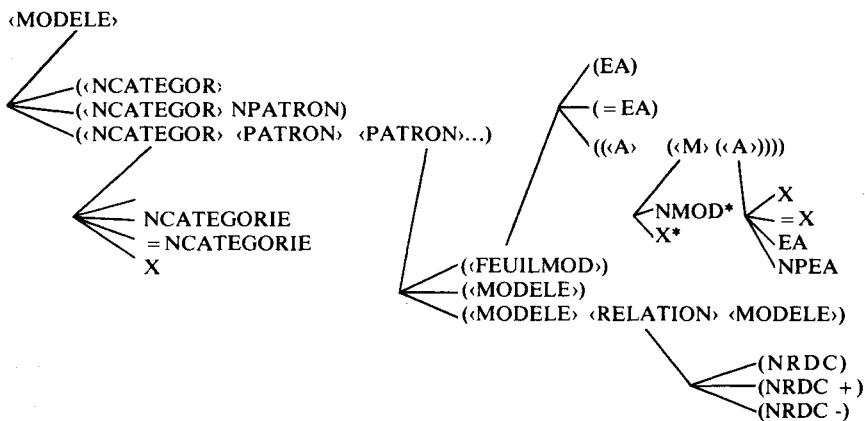 ‹MODELE›
(‹NCATEGOR›
(‹NCATEGOR› NPATRON)
(‹NCATEGOR› ‹PATRON› ‹PATRON›...)
NCATEGORIE
=NCATEGORIE
X
(EA)
(=EA)
((‹A› (‹M› (‹A›))))
NMOD*
X*
X
=X
EA
NPEA
(‹FEUILMOD›)
(‹MODELE›)
(‹MODELE› ‹RELATION› ‹MODELE›)
(NRDC)
(NRDC +)
(NRDC -)